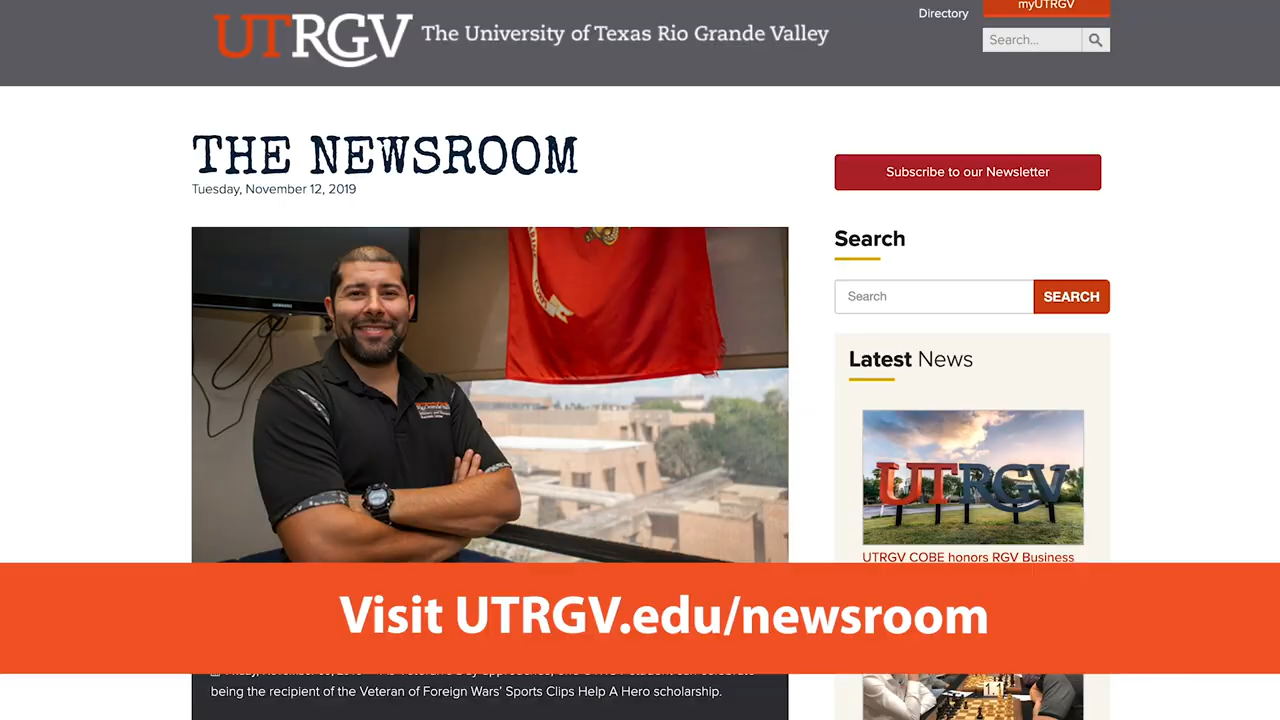 UTRGV The University of Texas Rio Grande Valley
Directory
myUTRGV
Search...
THE NEWSROOM
Tuesday, November 12, 2019
Subscribe to our Newsletter
Search
Search
SEARCH
Latest News
SAMSUNG
UTRGV
UTRGV COBE honors RGV Business
Visit UTRGV.edu/newsroom
being the recipient of the Veteran of Foreign Wars' Sports Clips Help A Hero scholarship.